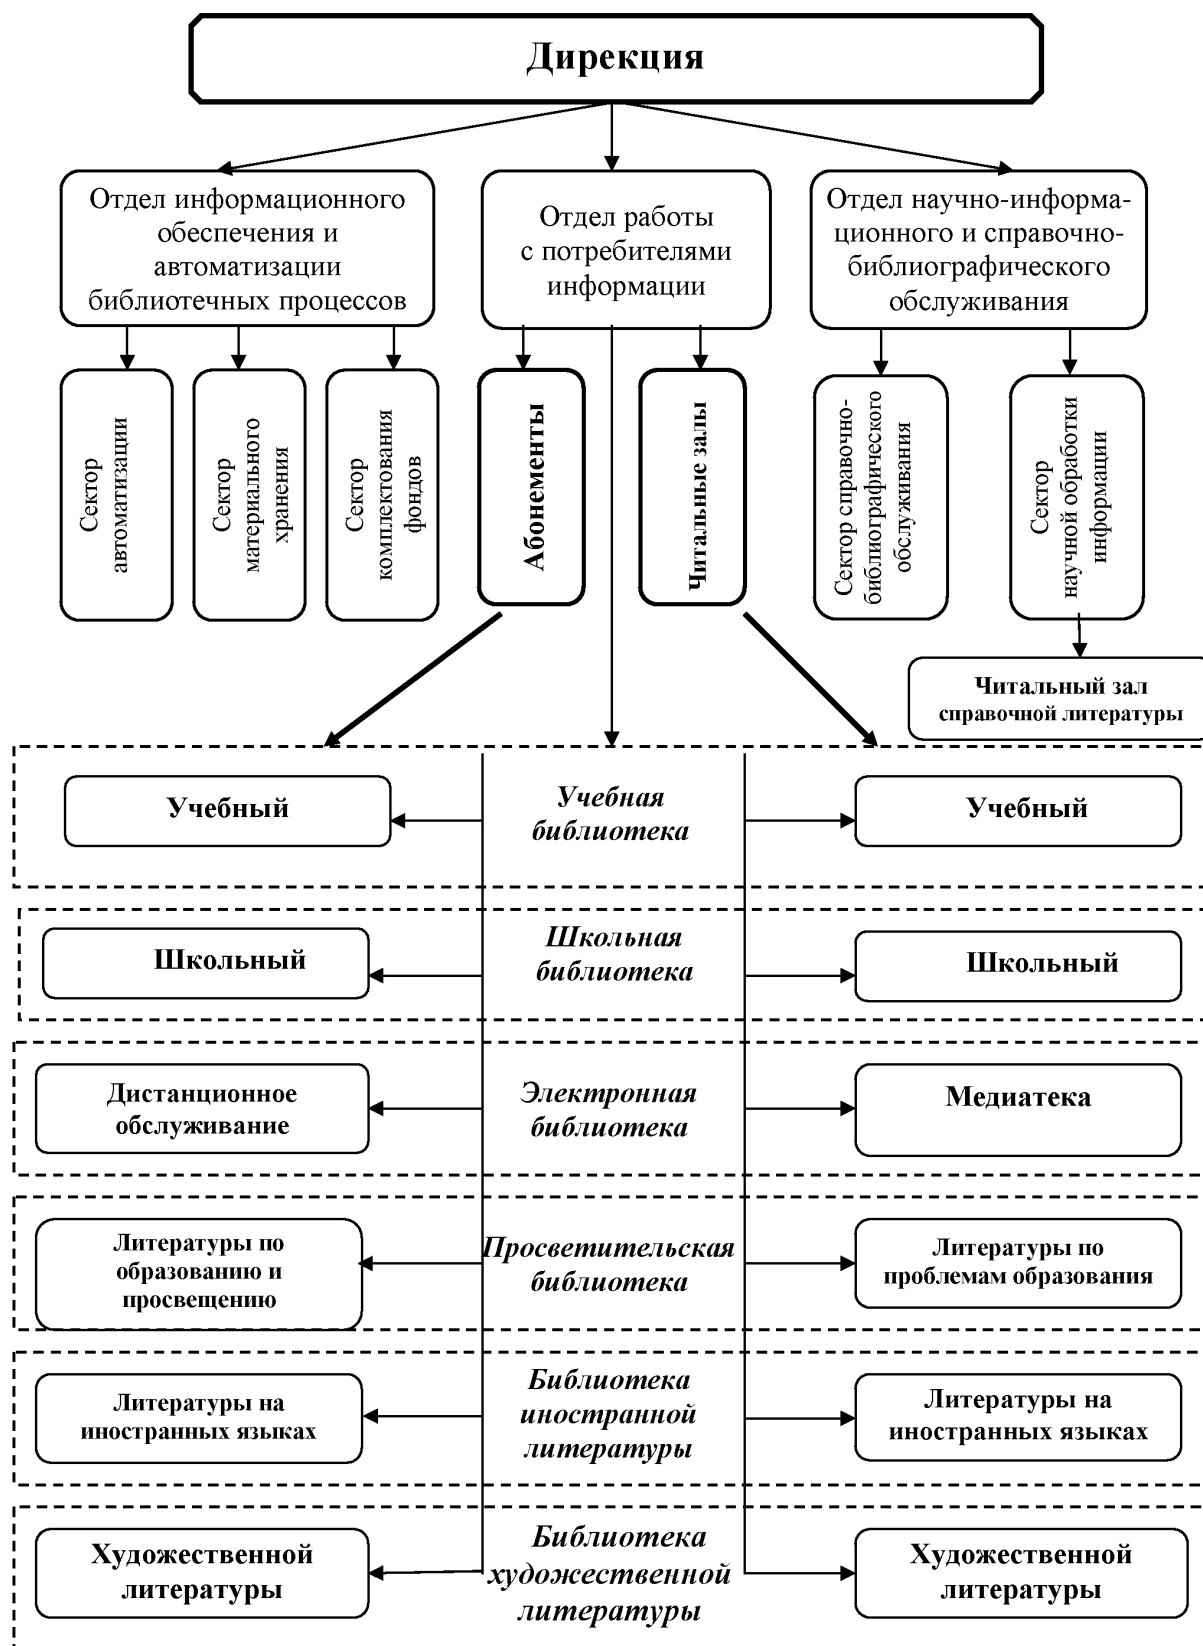 Дирекция
Отдел информационного
обеспечения и
автоматизации
библиотечных процессов
Отдел работы
с потребителями
информации
Отдел научно-информа-
ционного и справочно-
библиографического
обслуживания
Сектор
автоматизации
Сектор
материального
хранения
Сектор
комплектования
фондов
Абонементы
Читальные залы
Сектор справочно-
библиографического
обслуживания
Сектор
научной обработки
информации
Читальный зал
справочной литературы
Учебный
Учебная
библиотека
Учебный
Школьный
Школьная
библиотека
Школьный
Дистанционное
обслуживание
Электронная
библиотека
Медиатека
Литературы по
образованию и
просвещению
Просветительская
библиотека
Литературы по
проблемам образования
Литературы на
иностранных языках
Библиотека
иностранной
литературы
Литературы на
иностранных языках
Художественной
литературы
Библиотека
художественной
литературы
Художественной
литературы